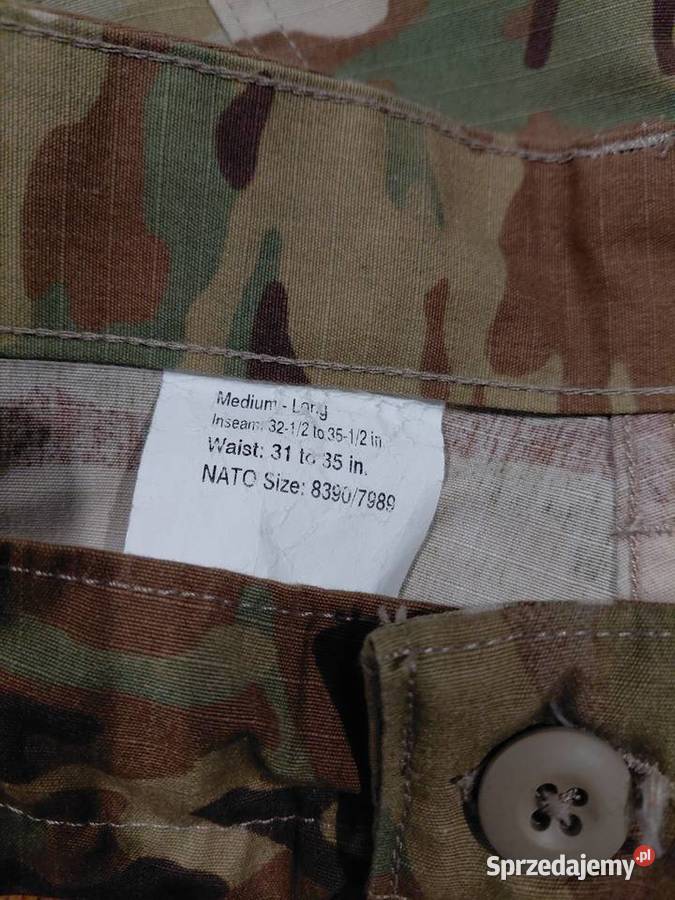 Medium - Long
Inseam: 32-1/2 to 35-1/2 in.
Waist: 31 to 35 in.
NATO Size: 8390/7989
Sprzedajemy.pl